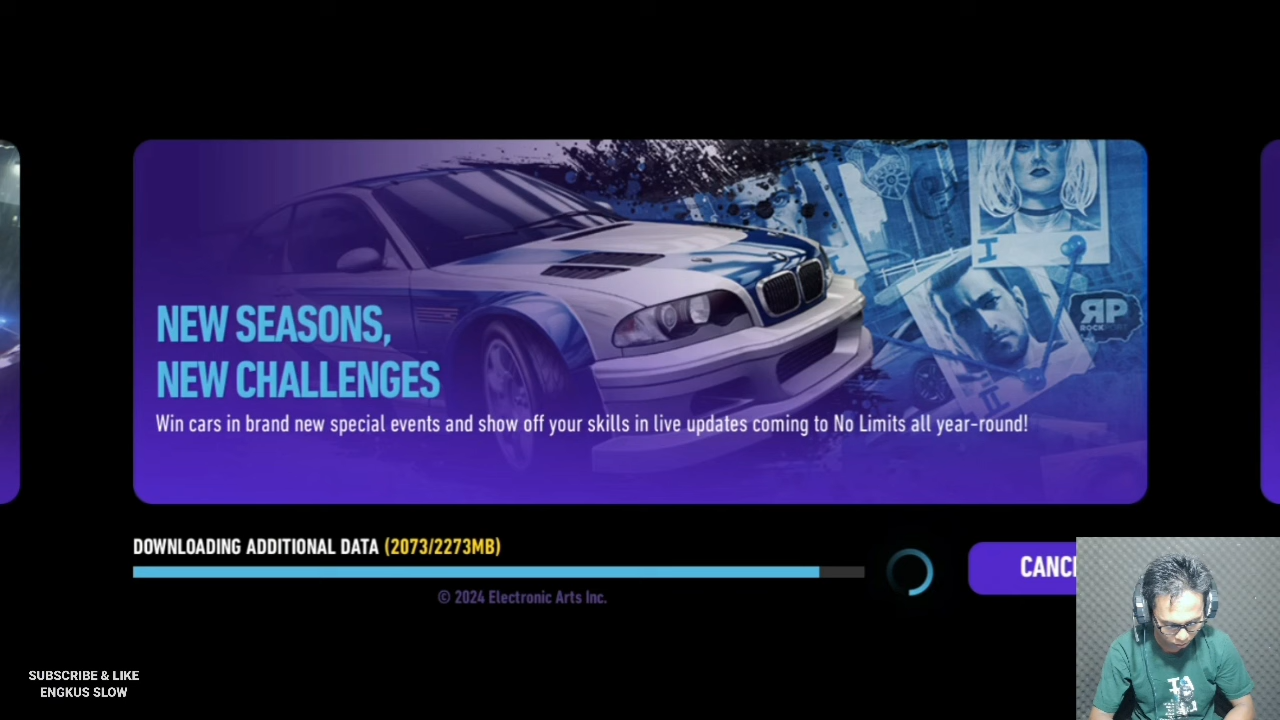 NEW SEASONS,
NEW CHALLENGES
Win cars in brand new special events and show off your skills in live updates coming to No Limits all year-round!
RP
ROCK
DOWNLOADING ADDITIONAL DATA (2073/2273MB)
CANC
© 2024 Electronic Arts Inc.
SUBSCRIBE & LIKE
ENGKUS SLOW